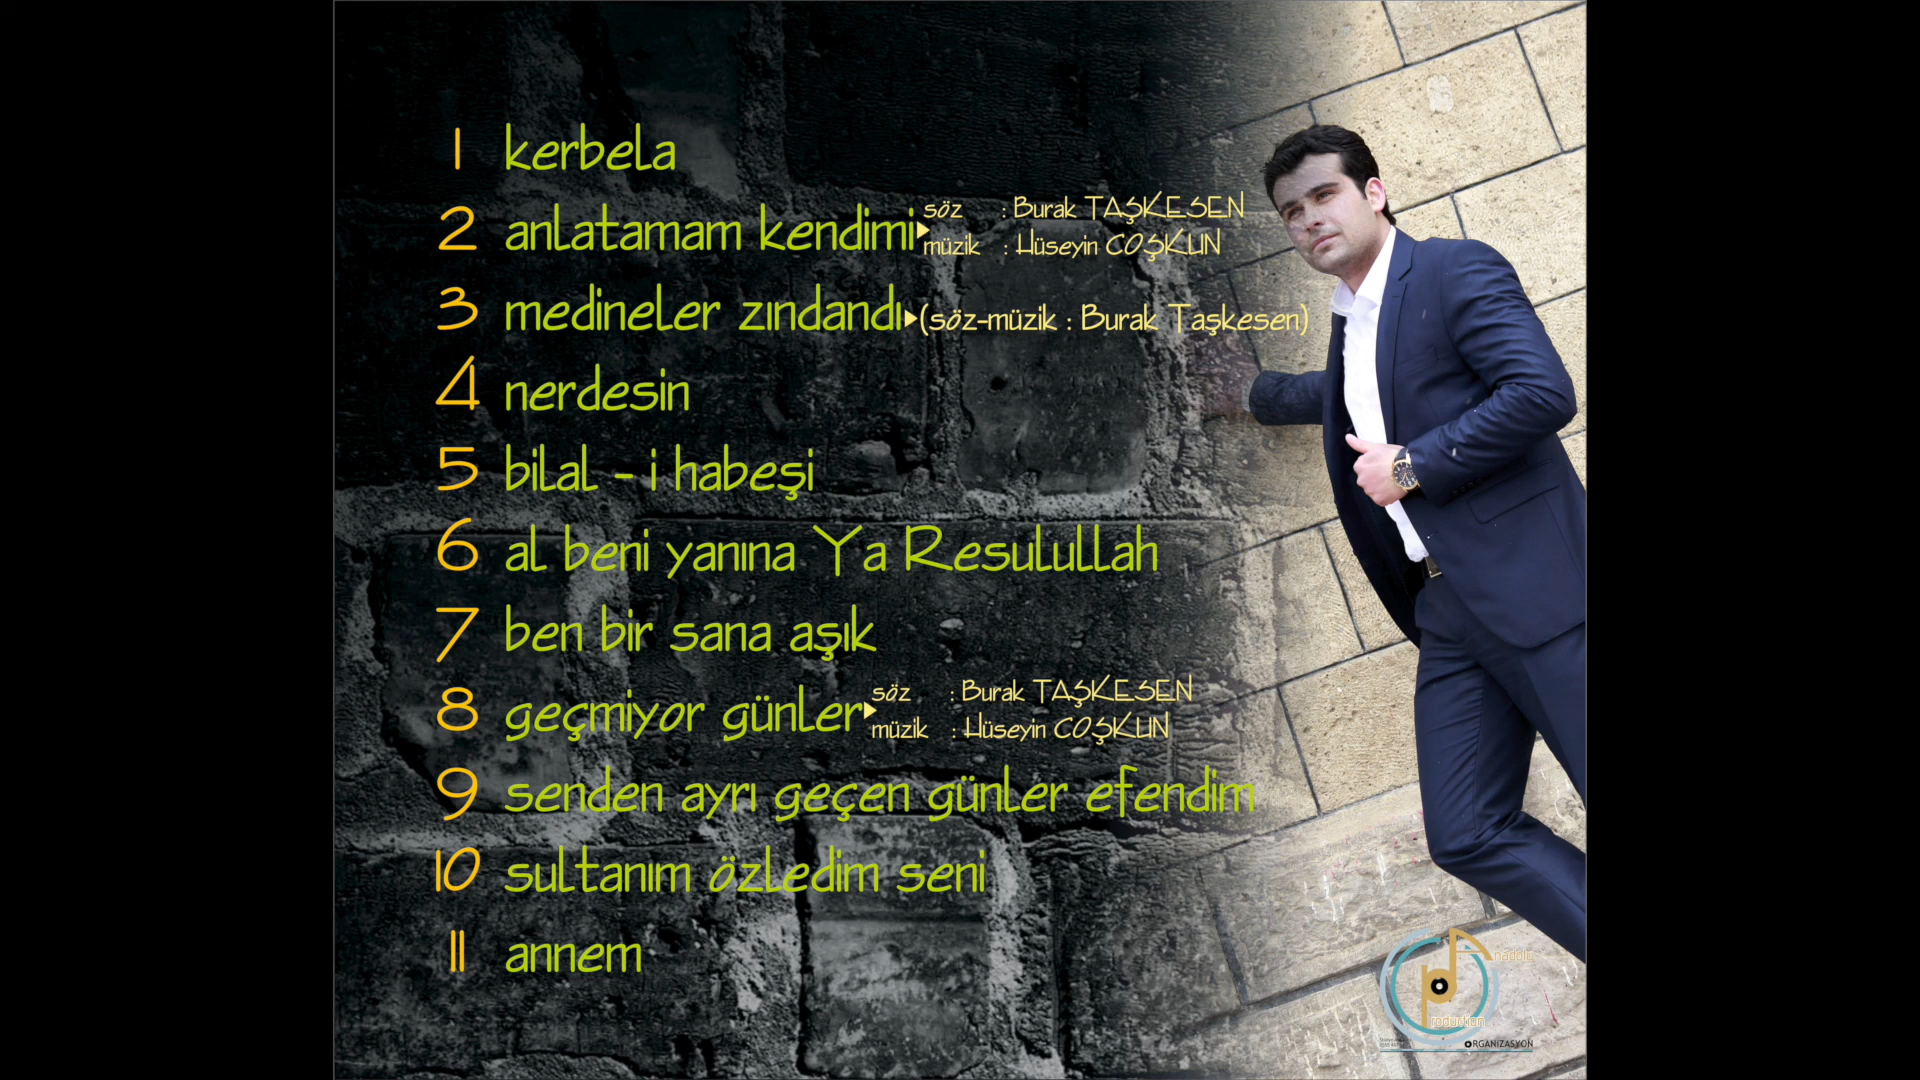 1 kerbela
2 anlatamam kendimi
söz : Burak TAŞKESEN
müzik : Hüseyin COŞKUN
3 medineler zındandı (söz-müzik : Burak Taşkesen)
4 nerdesin
5 bilal - i habeşi
6 al beni yanına Ya Resulullah
7 ben bir sana aşık
8 geçmiyor günler
söz : Burak TAŞKESEN
müzik : Hüseyin COŞKUN
9 senden ayrı geçen günler efendim
10 sultanım özledim seni
11 annem
nadolu
roduction
ORGANİZASYON